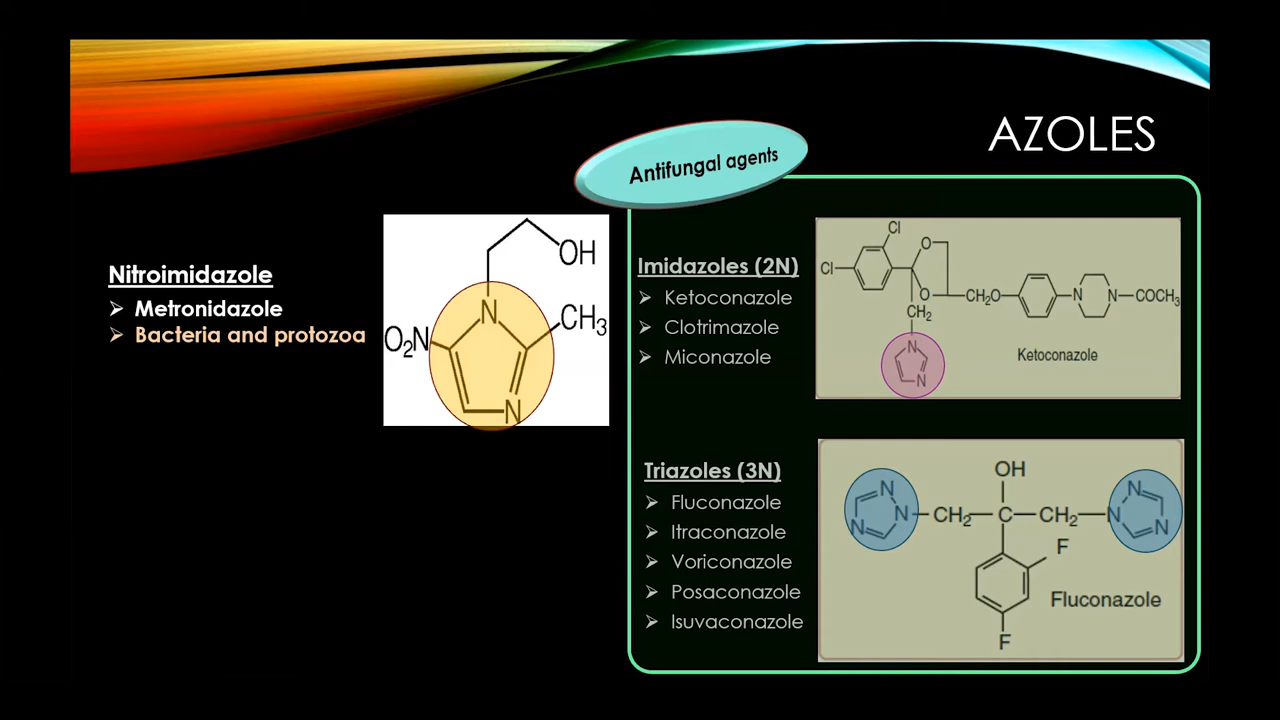 AZOLES
Antifungal agents
Nitroimidazole
➢ Metronidazole
➢ Bacteria and protozoa
OH
N
CH3
O2N
N
Imidazoles (2N)
➢ Ketoconazole
➢ Clotrimazole
➢ Miconazole
Cl
O
Cl
O
CH2O
N
N
COCH3
CH2
N
N
Ketoconazole
Triazoles (3N)
➢ Fluconazole
➢ Itraconazole
➢ Voriconazole
➢ Posaconazole
➢ Isuvaconazole
OH
N
N
N
CH2
C
CH2
N
N
N
F
F
Fluconazole